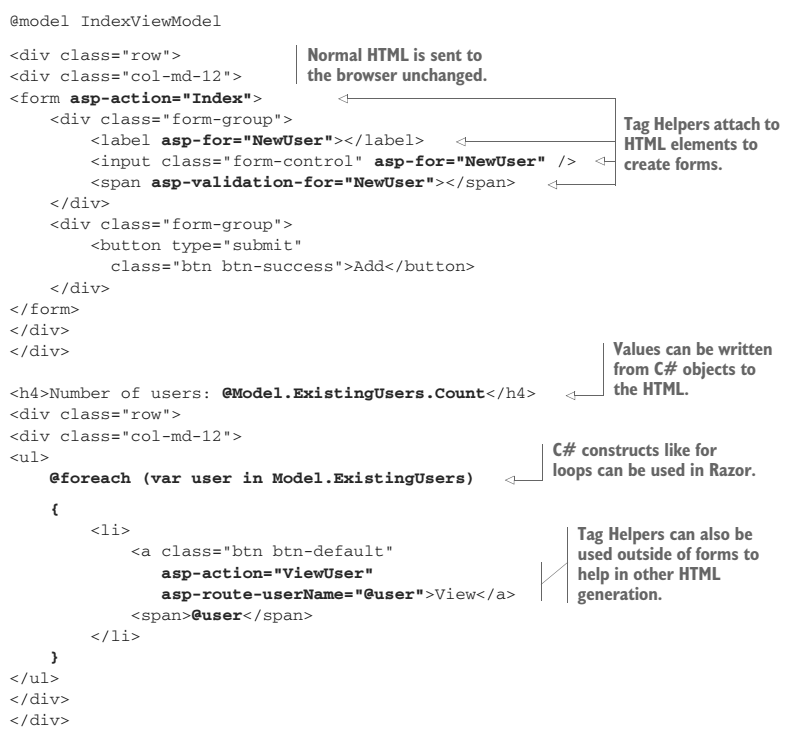 @model IndexViewModel
<div class="row">
<div class="col-md-12">
Normal HTML is sent to
the browser unchanged.
<form asp-action="Index">
    <div class="form-group">
        <label asp-for="NewUser"></label>
        <input class="form-control" asp-for="NewUser" />
        <span asp-validation-for="NewUser"></span>
Tag Helpers attach to
HTML elements to
create forms.
    </div>
    <div class="form-group">
        <button type="submit"
          class="btn btn-success">Add</button>
    </div>
</form>
</div>
</div>
Values can be written
from C# objects to
the HTML.
<h4>Number of users: @Model.ExistingUsers.Count</h4>
<div class="row">
<div class="col-md-12">
<ul>
C# constructs like for
loops can be used in Razor.
    @foreach (var user in Model.ExistingUsers)
    {
        <li>
            <a class="btn btn-default"
               asp-action="ViewUser"
               asp-route-userName="@user">View</a>
            <span>@user</span>
Tag Helpers can also be
used outside of forms to
help in other HTML
generation.
        </li>
    }
</ul>
</div>
</div>